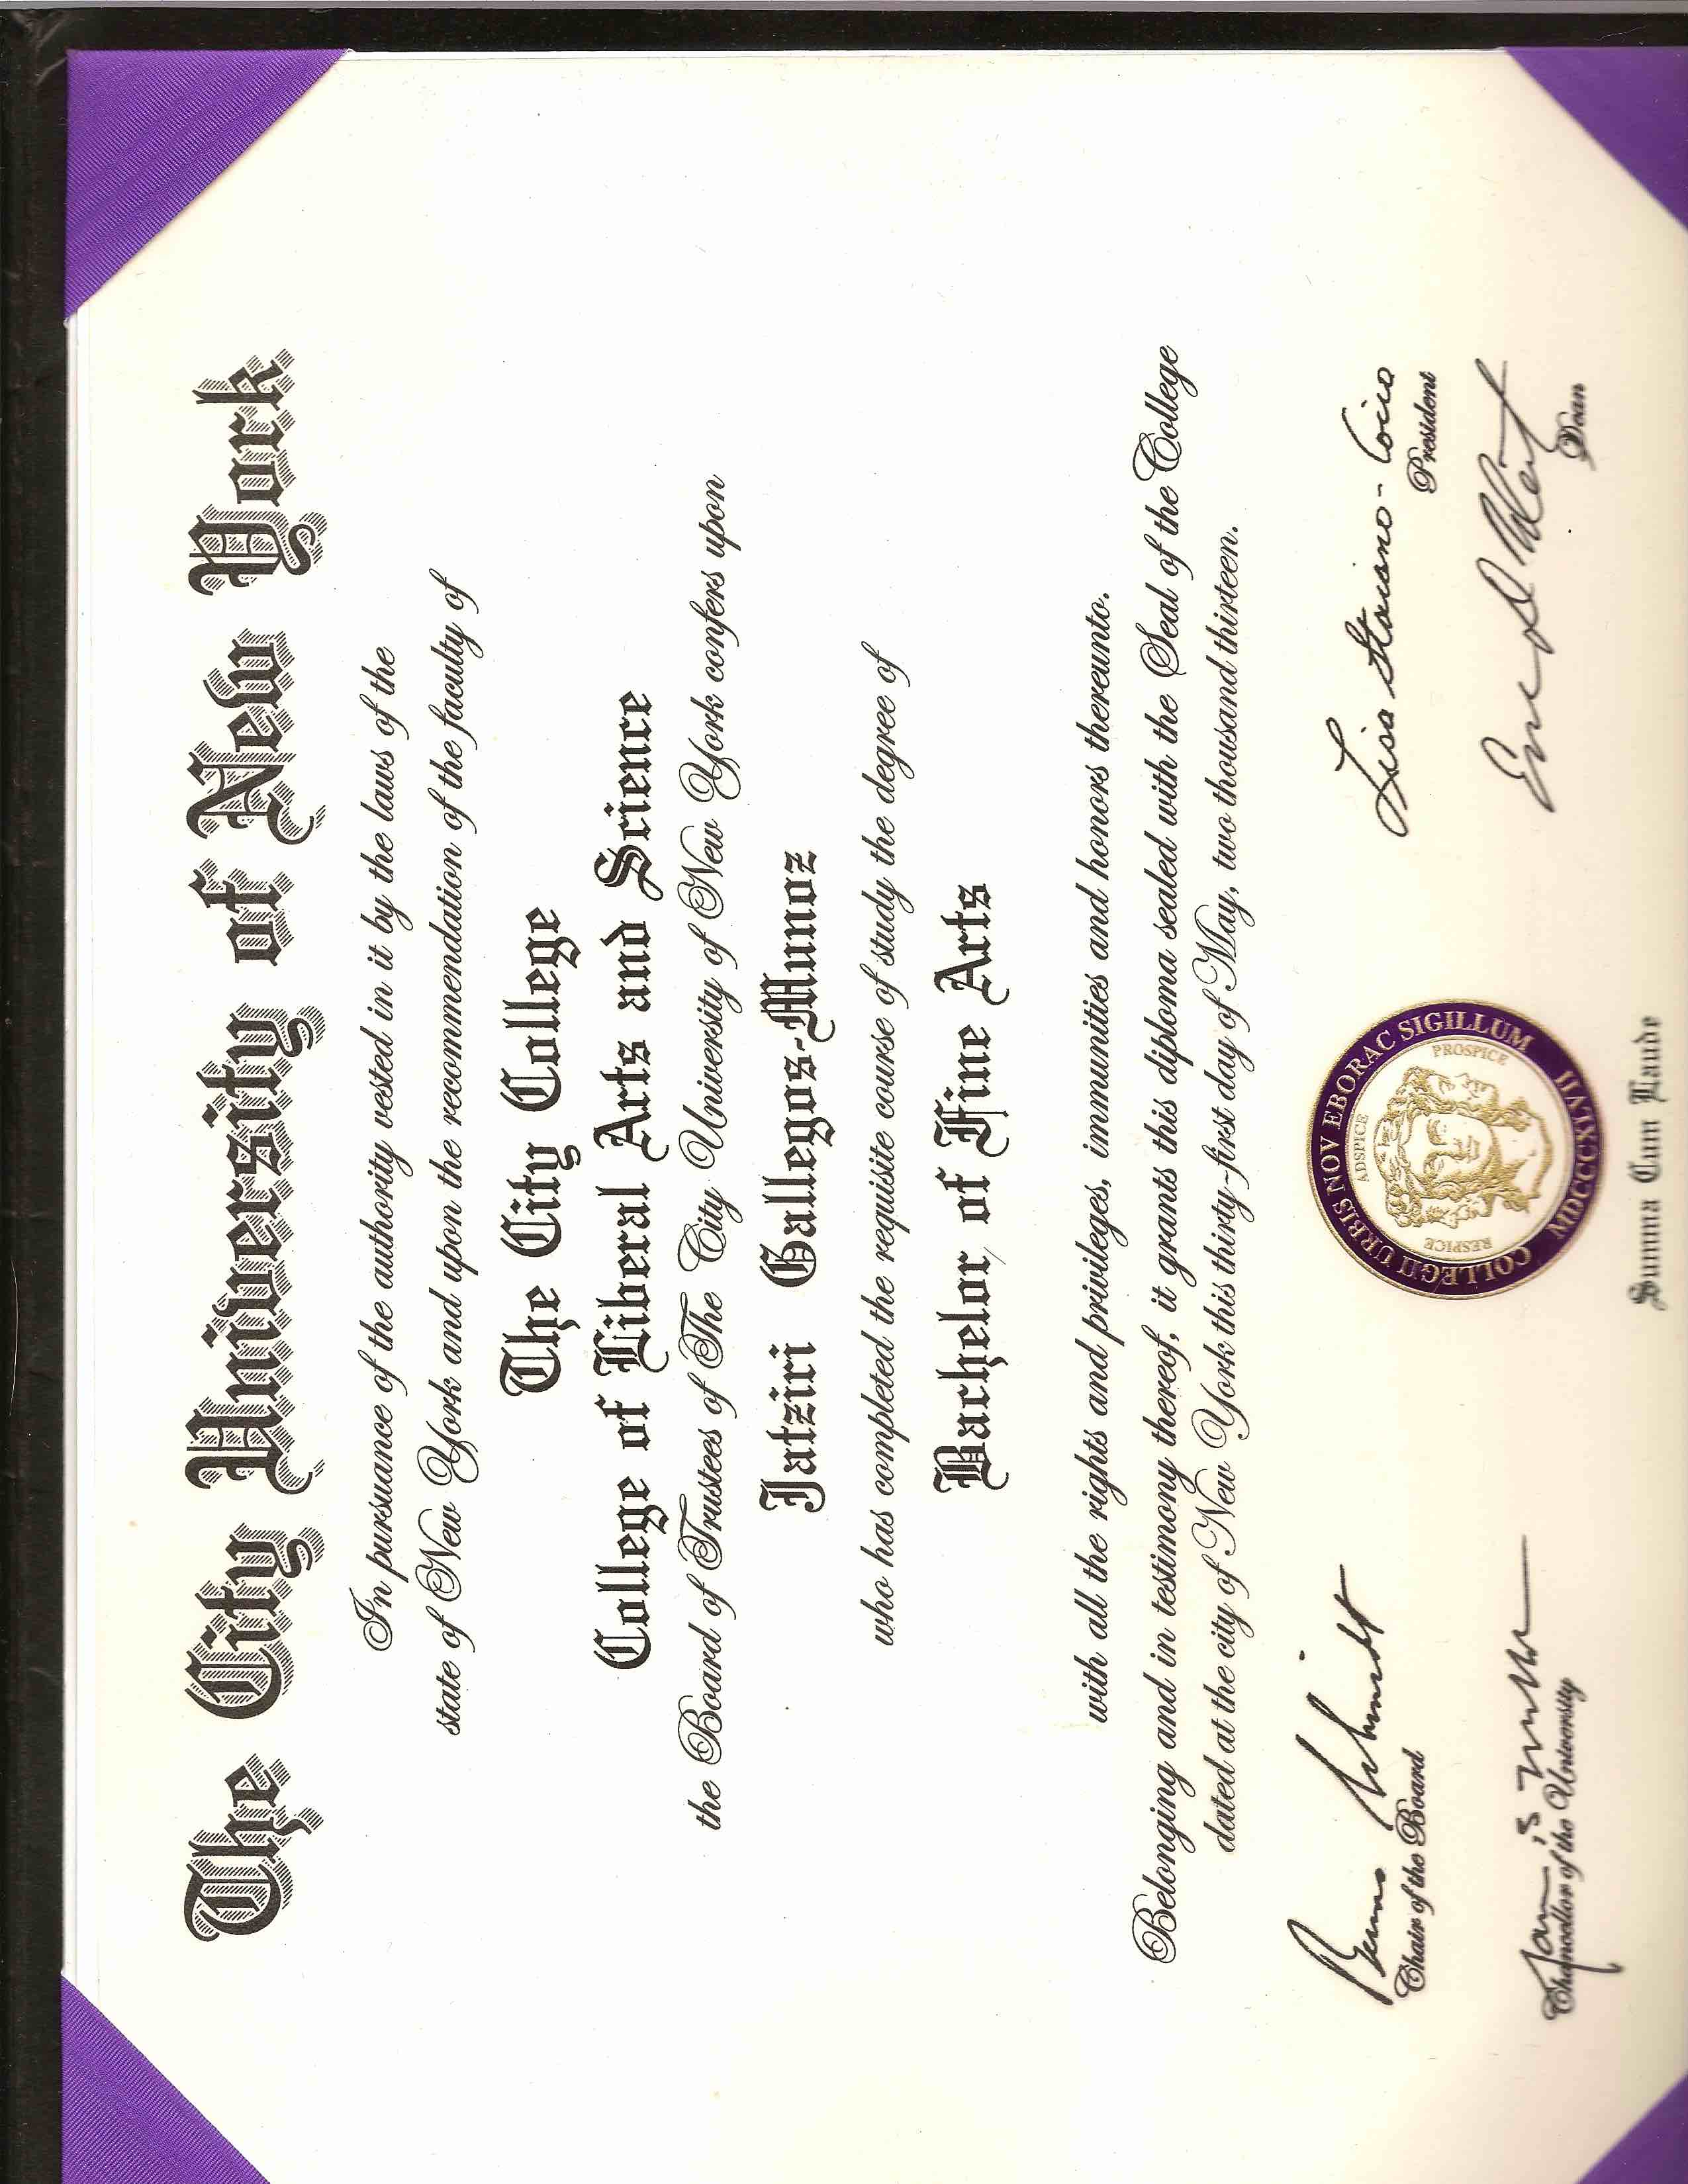 The City University of New York
In pursuance of the authority vested in it by the laws of the
state of New York and upon the recommendation of the faculty of
The City College
College of Liberal Arts and Science
the Board of Trustees of The City University of New York confers upon
Iatziri Gallegos-Munoz
who has completed the requisite course of study the degree of
Bachelor of Fine Arts
with all the rights and privileges, immunities and honors thereunto.
Belonging and in testimony thereof, it grants this diploma sealed with the Seal of the College
dated at the city of New York this thirty-first day of May, two thousand thirteen.
Benno Schmidt
Chair of the Board
Lisa Staiano-Coico
President
Chancellor of the University
Dean
COLLEGII URBIS NOV EBORAC SIGILLUM MDCCCXLVII
RESPICE ADSPICE PROSPICE
Summa Cum Laude